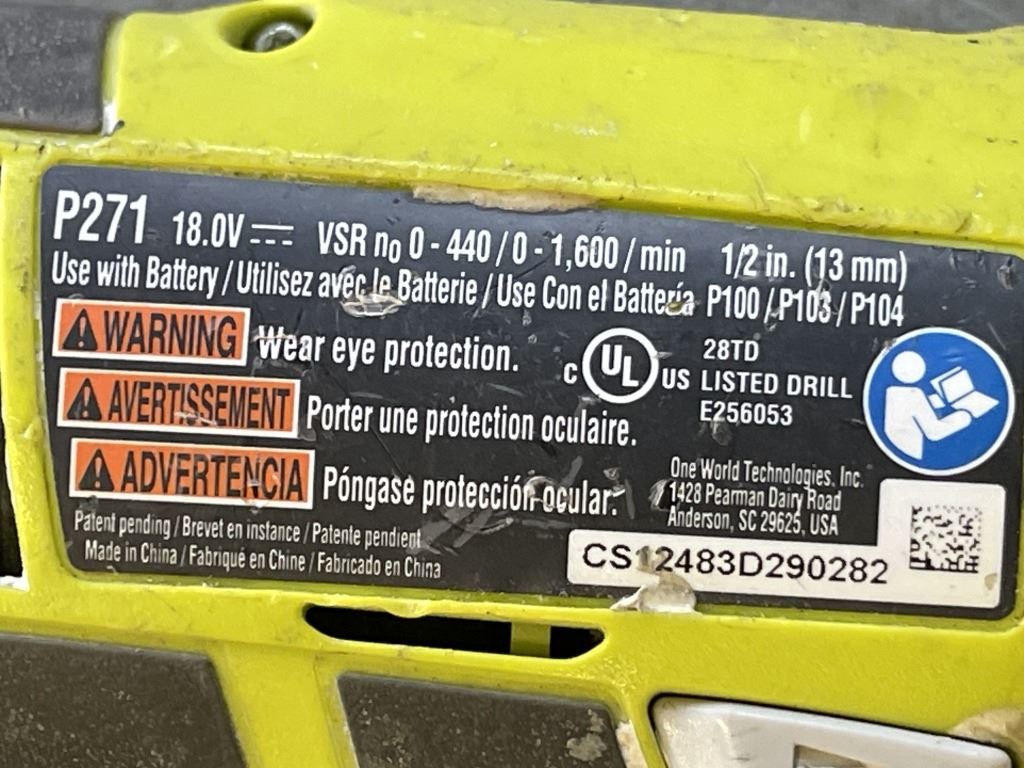 P271 18.0V VSR n₀ 0 - 440 / 0 - 1,600 / min 1/2 in. (13 mm)
Use with Battery / Utilisez avec le Batterie / Use Con el Batteria P100 / P103 / P104
WARNING Wear eye protection.
AVERTISSEMENT Porter une protection oculaire.
ADVERTENCIA Póngase protección ocular.
C UL US
28TD
LISTED DRILL
E256053
One World Technologies, Inc.
1428 Pearman Dairy Road
Anderson, SC 29625, USA
Patent pending / Brevet en instance / Patente pendient
Made in China / Fabriqué en Chine / Fabricado en China
CS12483D290282